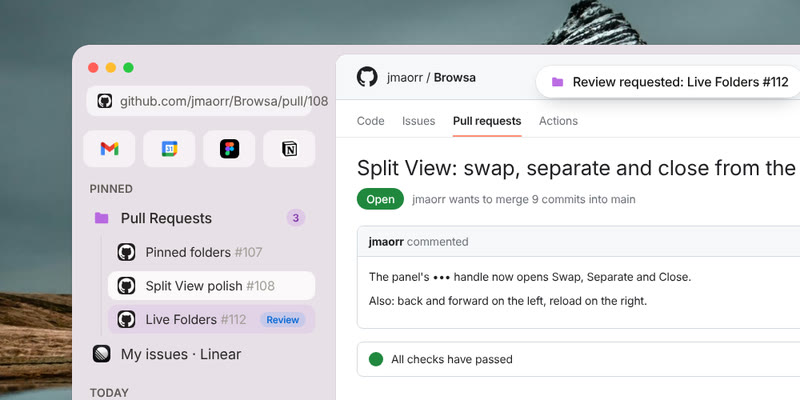 github.com/jmaorr/Browsa/pull/108
31
PINNED
Pull Requests 3
Pinned folders #107
Split View polish #108
Live Folders #112 Review
My issues · Linear
TODAY
jmaorr / Browsa
Review requested: Live Folders #112
Code Issues Pull requests Actions
Split View: swap, separate and close from the
Open jmaorr wants to merge 9 commits into main
jmaorr commented
The panel's ••• handle now opens Swap, Separate and Close.
Also: back and forward on the left, reload on the right.
All checks have passed